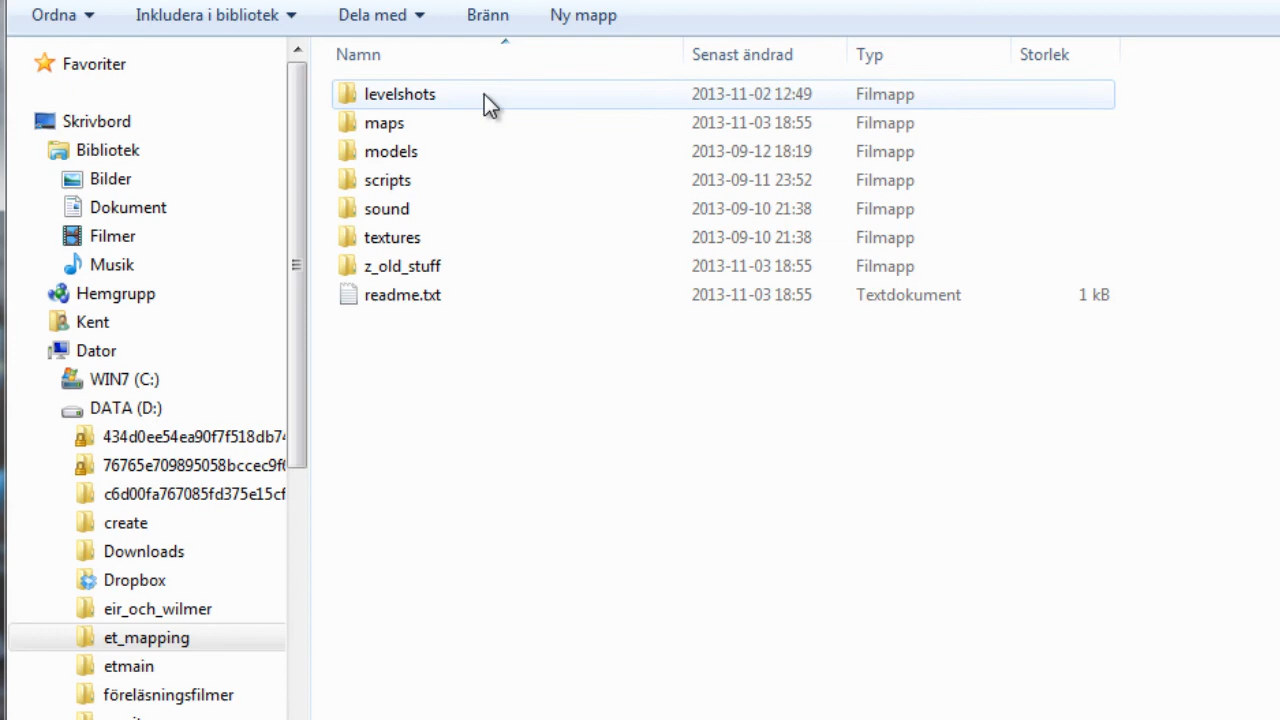 Ordna Inkludera i bibliotek Dela med Bränn Ny mapp
Favoriter
Skrivbord
Bibliotek
Bilder
Dokument
Filmer
Musik
Hemgrupp
Kent
Dator
WIN7 (C:)
DATA (D:)
434d0ee54ea90f7f518db74
76765e709895058bccec9f6
c6d00fa767085fd375e15cf
create
Downloads
Dropbox
eir_och_wilmer
et_mapping
etmain
föreläsningsfilmer
Namn Senast ändrad Typ Storlek
levelshots 2013-11-02 12:49 Filmapp
maps 2013-11-03 18:55 Filmapp
models 2013-09-12 18:19 Filmapp
scripts 2013-09-11 23:52 Filmapp
sound 2013-09-10 21:38 Filmapp
textures 2013-09-10 21:38 Filmapp
z_old_stuff 2013-11-03 18:55 Filmapp
readme.txt 2013-11-03 18:55 Textdokument 1 kB